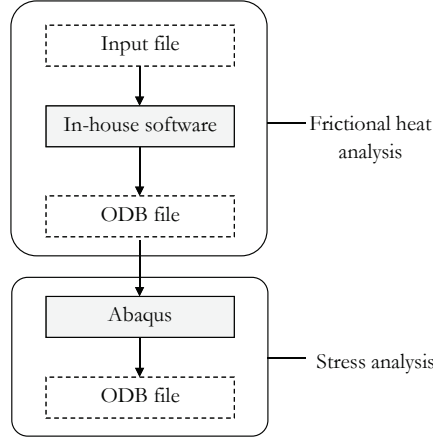 Input file
In-house software
Frictional heat
analysis
ODB file
Abaqus
Stress analysis
ODB file